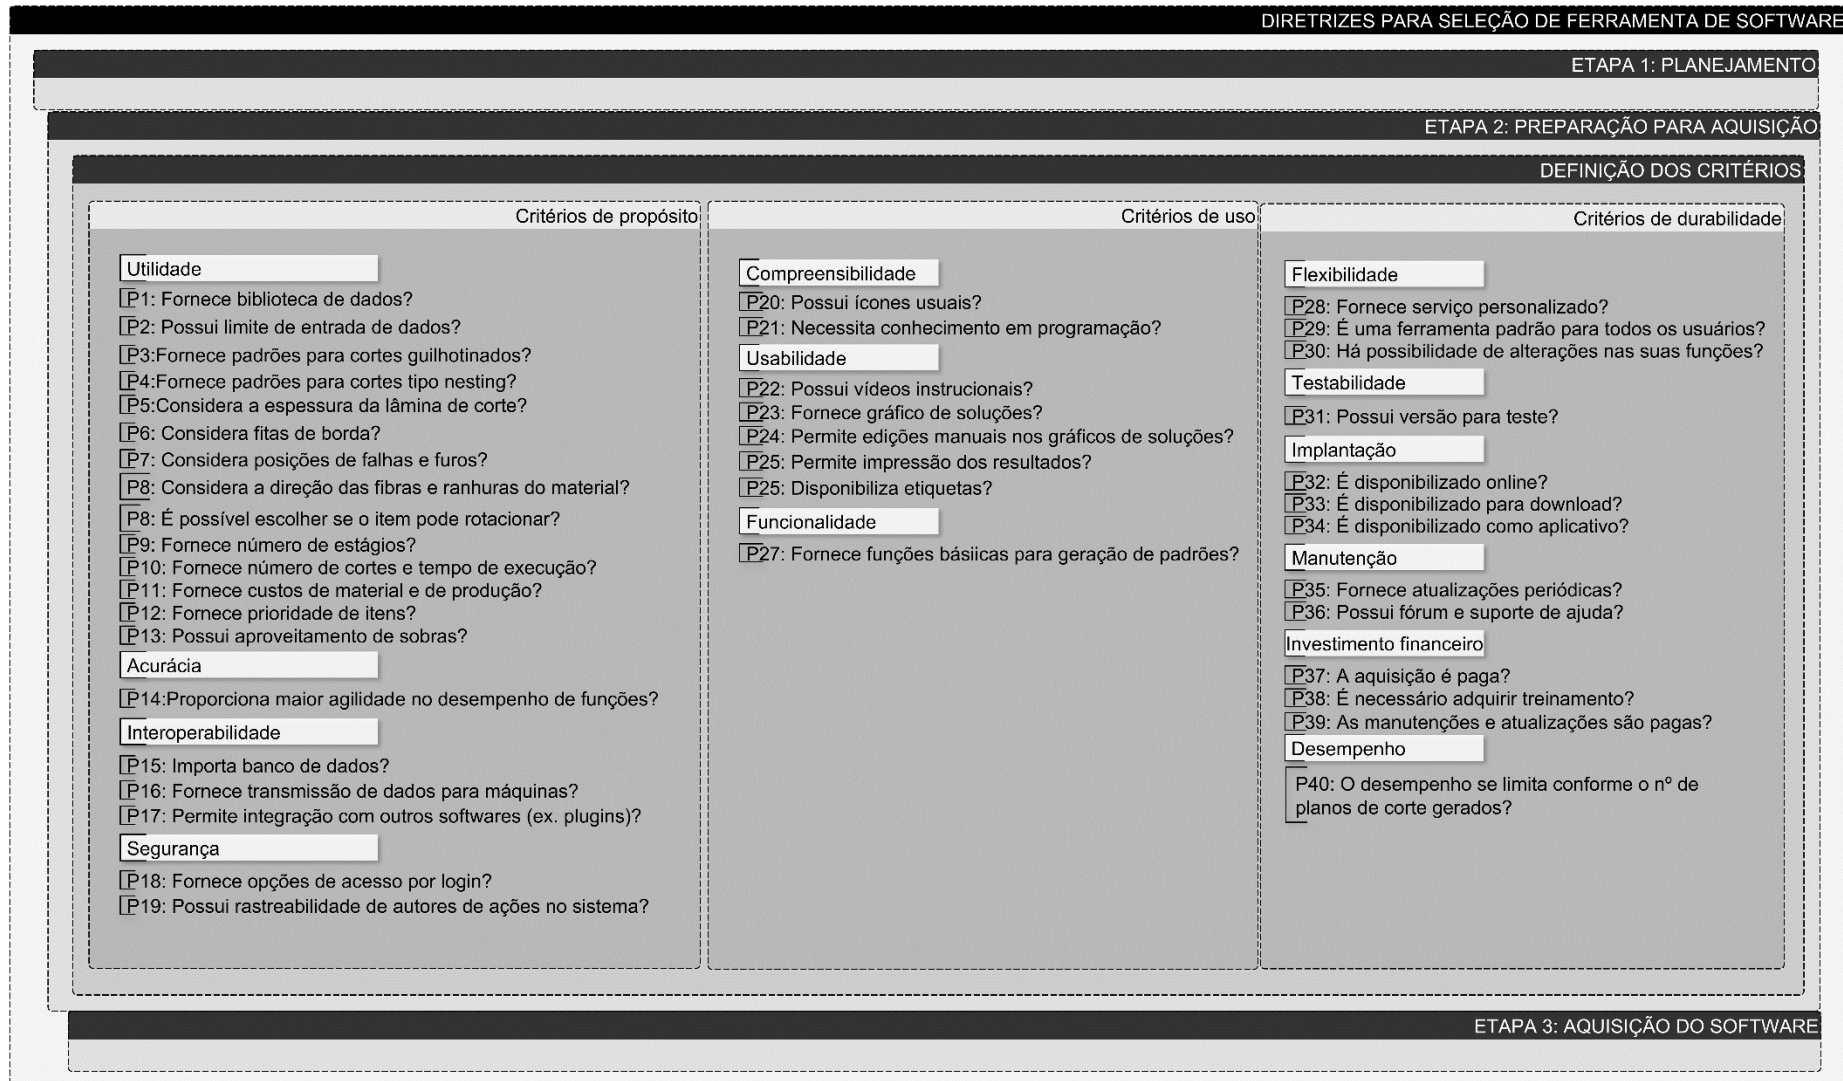 DIRETRIZES PARA SELEÇÃO DE FERRAMENTA DE SOFTWARE
ETAPA 1: PLANEJAMENTO
ETAPA 2: PREPARAÇÃO PARA AQUISIÇÃO
DEFINIÇÃO DOS CRITÉRIOS
Critérios de propósito
Utilidade
P1: Fornece biblioteca de dados?
P2: Possui limite de entrada de dados?
P3:Fornece padrões para cortes guilhotinados?
P4:Fornece padrões para cortes tipo nesting?
P5:Considera a espessura da lâmina de corte?
P6: Considera fitas de borda?
P7: Considera posições de falhas e furos?
P8: Considera a direção das fibras e ranhuras do material?
P8: É possível escolher se o item pode rotacionar?
P9: Fornece número de estágios?
P10: Fornece número de cortes e tempo de execução?
P11: Fornece custos de material e de produção?
P12: Fornece prioridade de itens?
P13: Possui aproveitamento de sobras?
Acurácia
P14:Proporciona maior agilidade no desempenho de funções?
Interoperabilidade
P15: Importa banco de dados?
P16: Fornece transmissão de dados para máquinas?
P17: Permite integração com outros softwares (ex. plugins)?
Segurança
P18: Fornece opções de acesso por login?
P19: Possui rastreabilidade de autores de ações no sistema?
Critérios de uso
Compreensibilidade
P20: Possui ícones usuais?
P21: Necessita conhecimento em programação?
Usabilidade
P22: Possui vídeos instrucionais?
P23: Fornece gráfico de soluções?
P24: Permite edições manuais nos gráficos de soluções?
P25: Permite impressão dos resultados?
P25: Disponibiliza etiquetas?
Funcionalidade
P27: Fornece funções básiicas para geração de padrões?
Critérios de durabilidade
Flexibilidade
P28: Fornece serviço personalizado?
P29: É uma ferramenta padrão para todos os usuários?
P30: Há possibilidade de alterações nas suas funções?
Testabilidade
P31: Possui versão para teste?
Implantação
P32: É disponibilizado online?
P33: É disponibilizado para download?
P34: É disponibilizado como aplicativo?
Manutenção
P35: Fornece atualizações periódicas?
P36: Possui fórum e suporte de ajuda?
Investimento financeiro
P37: A aquisição é paga?
P38: É necessário adquirir treinamento?
P39: As manutenções e atualizações são pagas?
Desempenho
P40: O desempenho se limita conforme o nº de
planos de corte gerados?
ETAPA 3: AQUISIÇÃO DO SOFTWARE